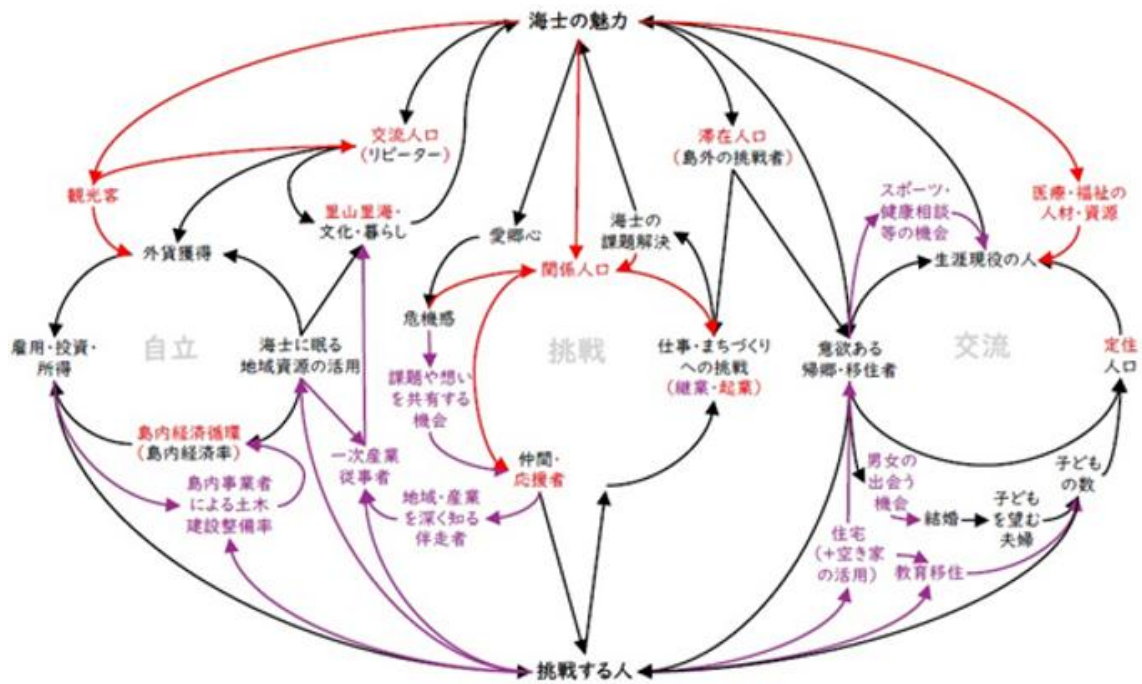 海士の魅力
交流人口
(リピーター)
滞在人口
(島外の挑戦者)
観光客
里山里海・
文化・暮らし
スポーツ・
健康相談
等の機会
医療・福祉の
人材・資源
外貨獲得
愛郷心
海士の
課題解決
関係人口
生涯現役の人
危機感
雇用・投資・
所得
自立
海士に眠る
地域資源の活用
挑戦
仕事・まちづくり
への挑戦
(継業・起業)
意欲ある
帰郷・移住者
交流
定住
人口
課題や想い
を共有する
機会
島内経済循環
(島内経済率)
一次産業
従事者
仲間・
応援者
島内事業者
による土木
建設整備率
地域・産業
を深く知る
伴走者
男女の
出会う
機会
子ども
の数
結婚
子ども
を望む
夫婦
住宅
(+空き家
の活用)
教育移住
挑戦する人